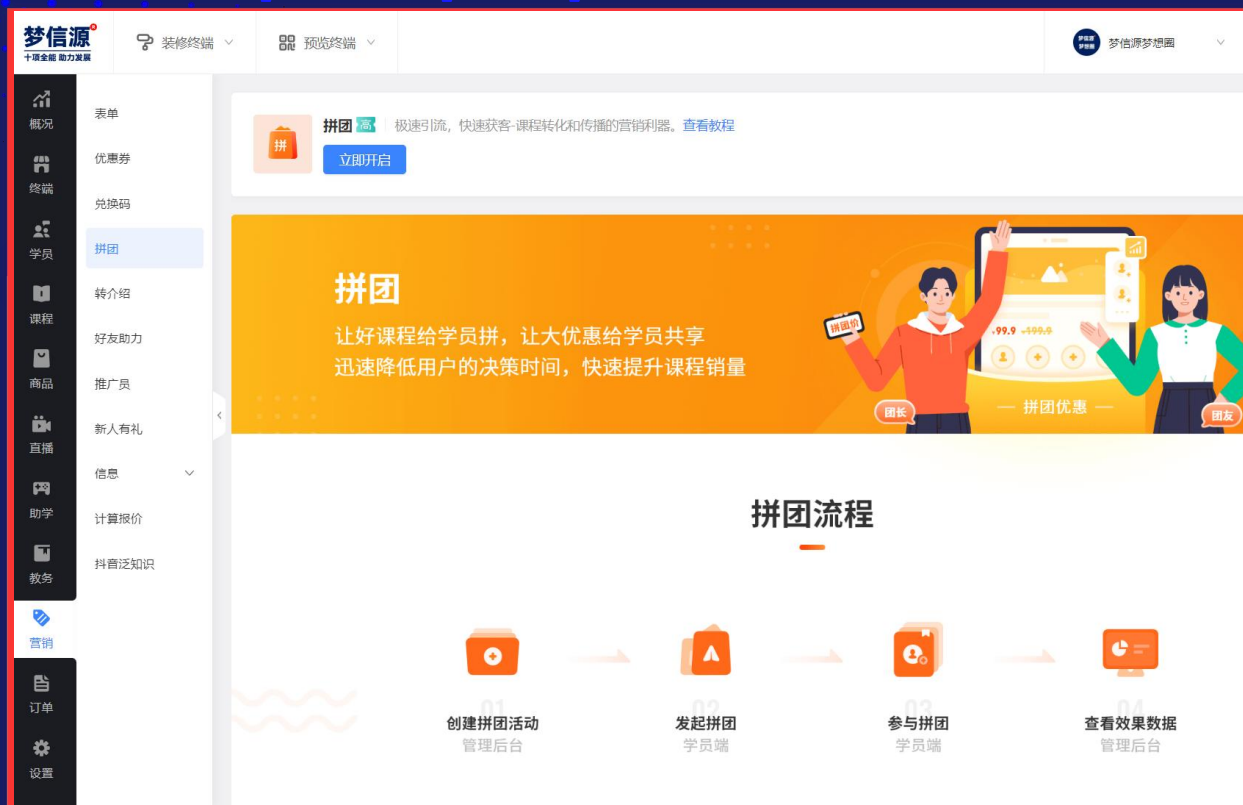 梦信源®
十项全能 助力发展
装修终端
预览终端
梦信源
梦想圈
梦信源梦想圈
概况
终端
学员
课程
商品
直播
助学
教务
营销
订单
设置
表单
优惠券
兑换码
拼团
转介绍
好友助力
推广员
新人有礼
信息
计算报价
抖音泛知识
拼
拼团 高 极速引流，快速获客-课程转化和传播的营销利器。查看教程
立即开启
拼团
让好课程给学员拼，让大优惠给学员共享
迅速降低用户的决策时间，快速提升课程销量
拼团价
99.9 199.9
团长
拼团优惠
团友
拼团流程
01
创建拼团活动
管理后台
02
发起拼团
学员端
03
参与拼团
学员端
04
查看效果数据
管理后台